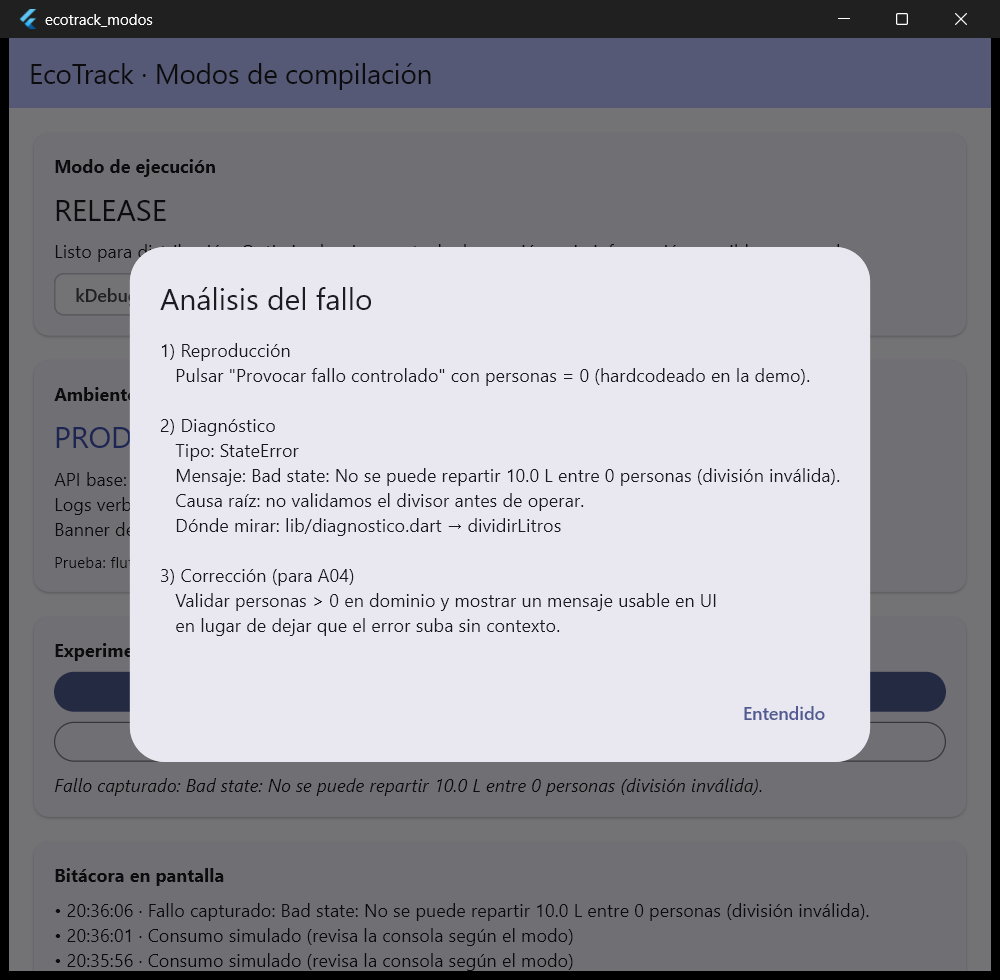 ecotrack_modos
EcoTrack · Modos de compilación
Modo de ejecución
RELEASE
Listo para
kDebu
Análisis del fallo
1) Reproducción
Pulsar "Provocar fallo controlado" con personas = 0 (hardcodeado en la demo).
2) Diagnóstico
Tipo: StateError
Mensaje: Bad state: No se puede repartir 10.0 L entre 0 personas (división inválida).
Causa raíz: no validamos el divisor antes de operar.
Dónde mirar: lib/diagnostico.dart → dividirLitros
3) Corrección (para A04)
Validar personas > 0 en dominio y mostrar un mensaje usable en UI
en lugar de dejar que el error suba sin contexto.
Entendido
Ambiente
PROD
API base:
Logs verb
Banner de
Prueba: flu
Experime
Fallo capturado: Bad state: No se puede repartir 10.0 L entre 0 personas (división inválida).
Bitácora en pantalla
• 20:36:06 · Fallo capturado: Bad state: No se puede repartir 10.0 L entre 0 personas (división inválida).
• 20:36:01 · Consumo simulado (revisa la consola según el modo)
• 20:35:56 · Consumo simulado (revisa la consola según el modo)